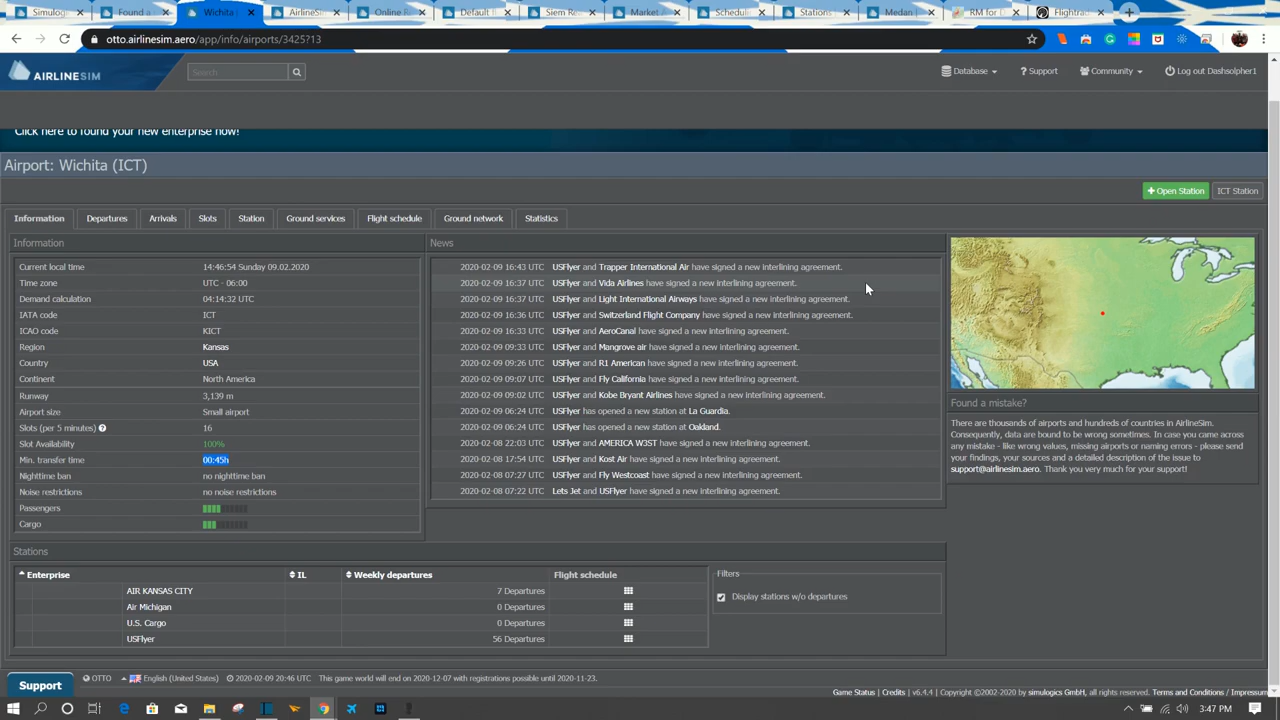 Simulog
Found a
Wichita
AirlineSi
Online R
Default E
Siem Rea
Market A
Schedul
Stations
Medan |
RM for D
Flightrad
otto.airlinesim.aero/app/info/airports/3425?13
AIRLINESIM
Search
Database
Support
Community
Log out Dashsolpher1
Click here to found your new enterprise now!
Airport: Wichita (ICT)
Open Station
ICT Station
Information Departures Arrivals Slots Station Ground services Flight schedule Ground network Statistics
Information
Current local time 14:46:54 Sunday 09.02.2020
Time zone UTC - 06:00
Demand calculation 04:14:32 UTC
IATA code ICT
ICAO code KICT
Region Kansas
Country USA
Continent North America
Runway 3,139 m
Airport size Small airport
Slots (per 5 minutes) 16
Slot Availability 100%
Min. transfer time 00:45h
Nighttime ban no nighttime ban
Noise restrictions no noise restrictions
Passengers
Cargo
News
2020-02-09 16:43 UTC USFlyer and Trapper International Air have signed a new interlining agreement.
2020-02-09 16:37 UTC USFlyer and Vida Airlines have signed a new interlining agreement.
2020-02-09 16:37 UTC USFlyer and Light International Airways have signed a new interlining agreement.
2020-02-09 16:36 UTC USFlyer and Switzerland Flight Company have signed a new interlining agreement.
2020-02-09 16:33 UTC USFlyer and AeroCanal have signed a new interlining agreement.
2020-02-09 09:33 UTC USFlyer and Mangrove air have signed a new interlining agreement.
2020-02-09 09:26 UTC USFlyer and R1 American have signed a new interlining agreement.
2020-02-09 09:07 UTC USFlyer and Fly California have signed a new interlining agreement.
2020-02-09 09:02 UTC USFlyer and Kobe Bryant Airlines have signed a new interlining agreement.
2020-02-09 06:24 UTC USFlyer has opened a new station at La Guardia.
2020-02-09 06:24 UTC USFlyer has opened a new station at Oakland.
2020-02-08 22:03 UTC USFlyer and AMERICA W3ST have signed a new interlining agreement.
2020-02-08 17:54 UTC USFlyer and Kost Air have signed a new interlining agreement.
2020-02-08 07:27 UTC USFlyer and Fly Westcoast have signed a new interlining agreement.
2020-02-08 07:22 UTC Lets Jet and USFlyer have signed a new interlining agreement.
Found a mistake?
There are thousands of airports and hundreds of countries in AirlineSim.
Consequently, data are bound to be wrong sometimes. In case you came across
any mistake - like wrong values, missing airports or naming errors - please send
your findings, your sources and a detailed description of the issue to
support@airlinesim.aero. Thank you very much for your support!
Stations
Enterprise IL Weekly departures Flight schedule
AIR KANSAS CITY 7 Departures
Air Michigan 0 Departures
U.S. Cargo 0 Departures
USFlyer 56 Departures
Filters
Display stations w/o departures
Support
OTTO English (United States) 2020-02-09 20:46 UTC This game world will end on 2020-12-07 with registrations possible until 2020-11-23.
Game Status | Credits | v6.4.4 | Copyright ©2002-2020 by simulogics GmbH, all rights reserved. Terms and Conditions / Impressum
3:47 PM